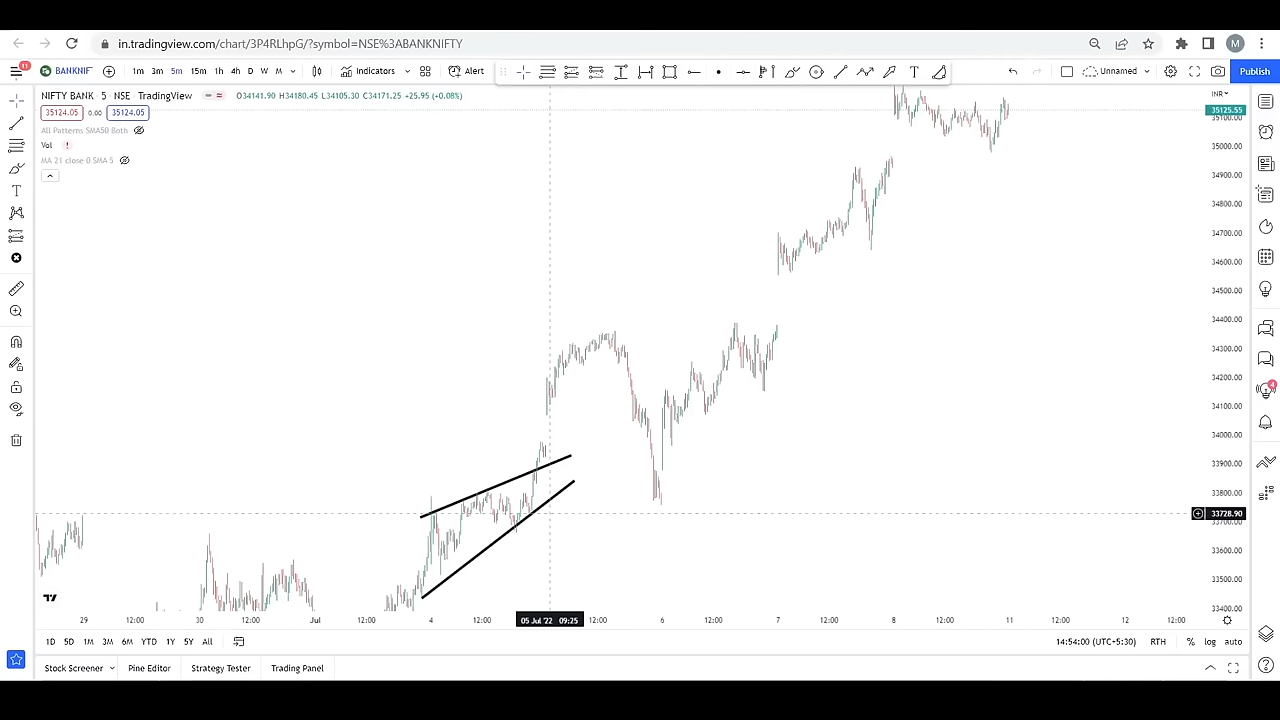 in.tradingview.com/chart/3P4RLhpG/?symbol=NSE%3ABANKNIFTY
M
11
BANKNIF
1m 3m 5m 15m 1h 4h D W M
Indicators
Alert
Unnamed
Publish
NIFTY BANK · 5 · NSE · TradingView
O34141.90 H34180.45 L34105.30 C34171.25 +25.95 (+0.08%)
INR
35124.05 0.00 35124.05
35125.55
35100.00
All Patterns SMA50 Both
Vol !
35000.00
MA 21 close 0 SMA 5
34900.00
34800.00
34700.00
34600.00
34500.00
34400.00
34300.00
34200.00
4
34100.00
34000.00
33900.00
33800.00
33728.90
33700.00
33600.00
33500.00
33400.00
29 12:00 30 12:00 Jul 12:00 4 12:00 05 Jul '22 09:25 12:00 6 12:00 7 12:00 8 12:00 11 12:00 12 12:00
1D 5D 1M 3M 6M YTD 1Y 5Y All
14:54:00 (UTC+5:30) RTH % log auto
Stock Screener Pine Editor Strategy Tester Trading Panel